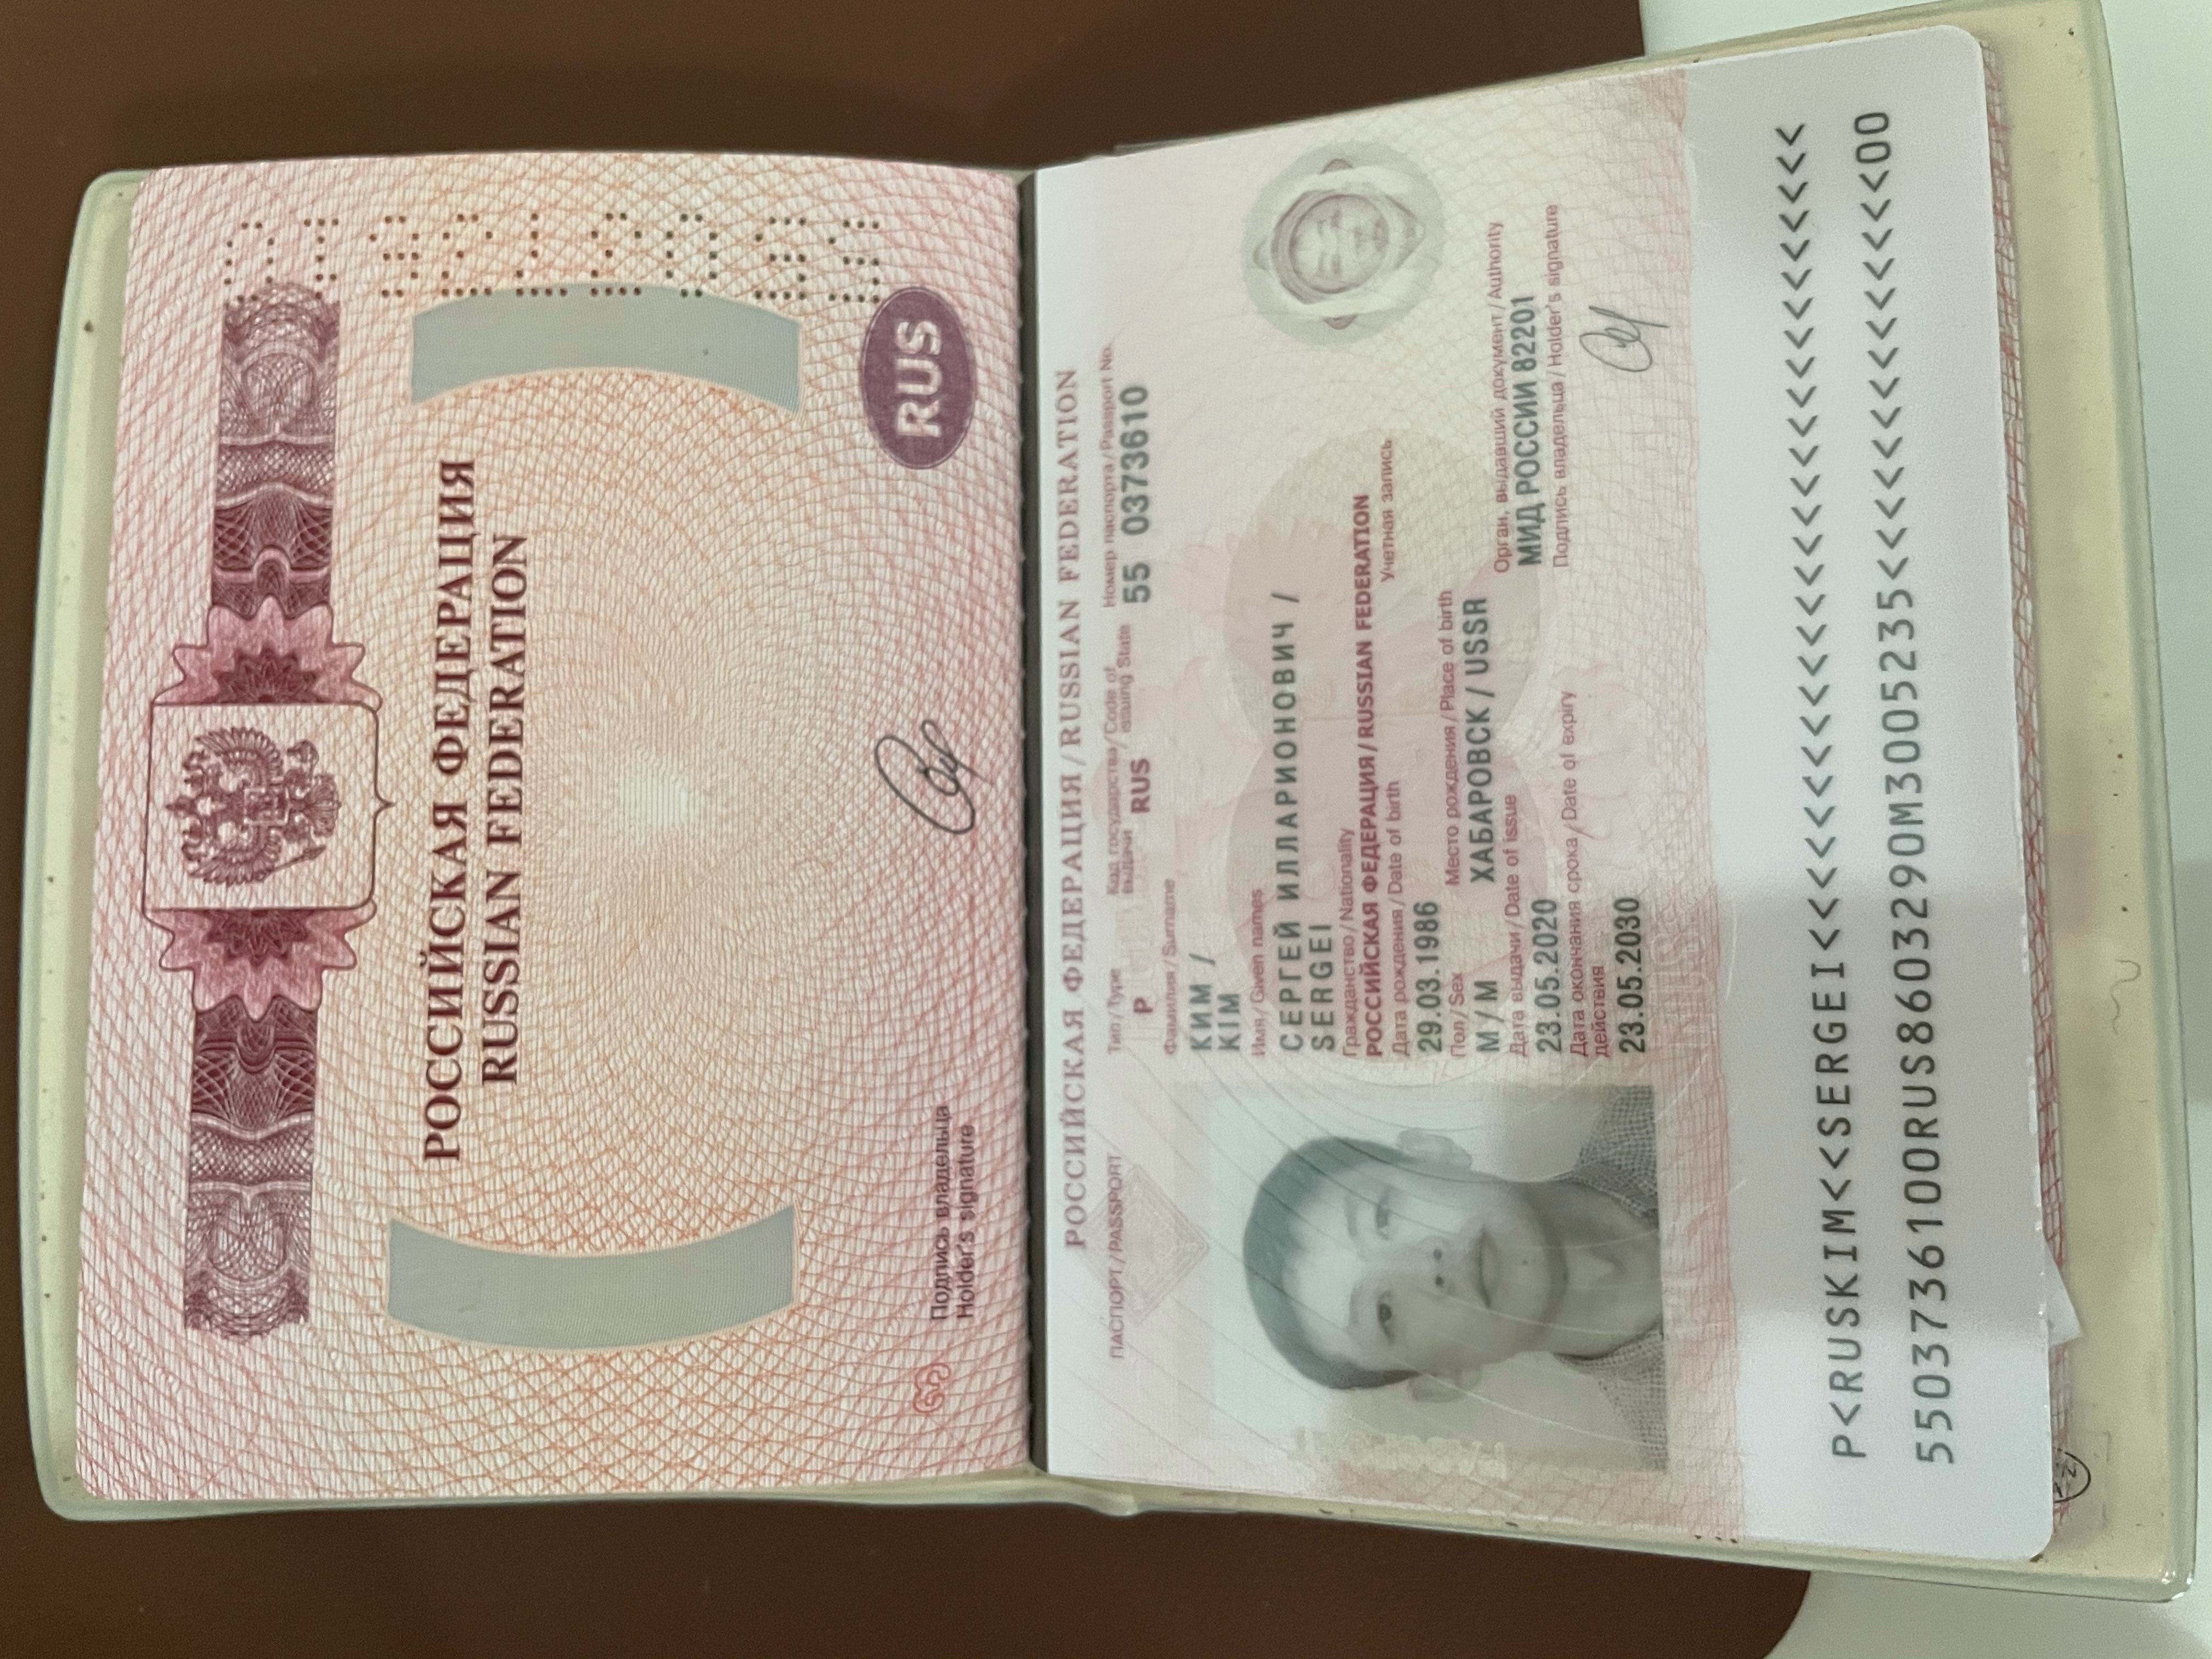 РОССИЙСКАЯ ФЕДЕРАЦИЯ
RUSSIAN FEDERATION
Подпись владельца
Holder's signature
RUS
РОССИЙСКАЯ ФЕДЕРАЦИЯ / RUSSIAN FEDERATION
ПАСПОРТ / PASSPORT
Тип / Type
Код государства / Code of
выдачи issuing State
Номер паспорта / Passport No.
P
RUS
55 0373610
Фамилия / Surname
КИМ /
KIM
Имя / Given names
СЕРГЕЙ ИЛЛАРИОНОВИЧ /
SERGEI
Гражданство / Nationality
РОССИЙСКАЯ ФЕДЕРАЦИЯ / RUSSIAN FEDERATION
Дата рождения / Date of birth
Учетная запись
29.03.1986
Пол / Sex
Место рождения / Place of birth
М / M
ХАБАРОВСК / USSR
Дата выдачи / Date of issue
Орган, выдавший документ / Authority
23.05.2020
МИД РОССИИ 82201
Дата окончания срока / Date of expiry
действия
Подпись владельца / Holder's signature
23.05.2030
P<RUSKIM<<SERGEI<<<<<<<<<<<<<<<<<<<<<<<<<<<<
5503736100RUS8603290M3005235<<<<<<<<<<<<<<00